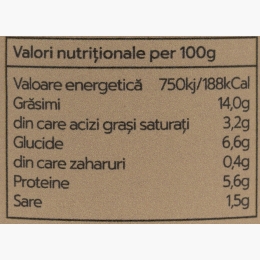 Valori nutriționale per 100g
Valoare energetică 750kj/188kCal
Grăsimi 14,0g
din care acizi grași saturați 3,2g
Glucide 6,6g
din care zaharuri 0,4g
Proteine 5,6g
Sare 1,5g